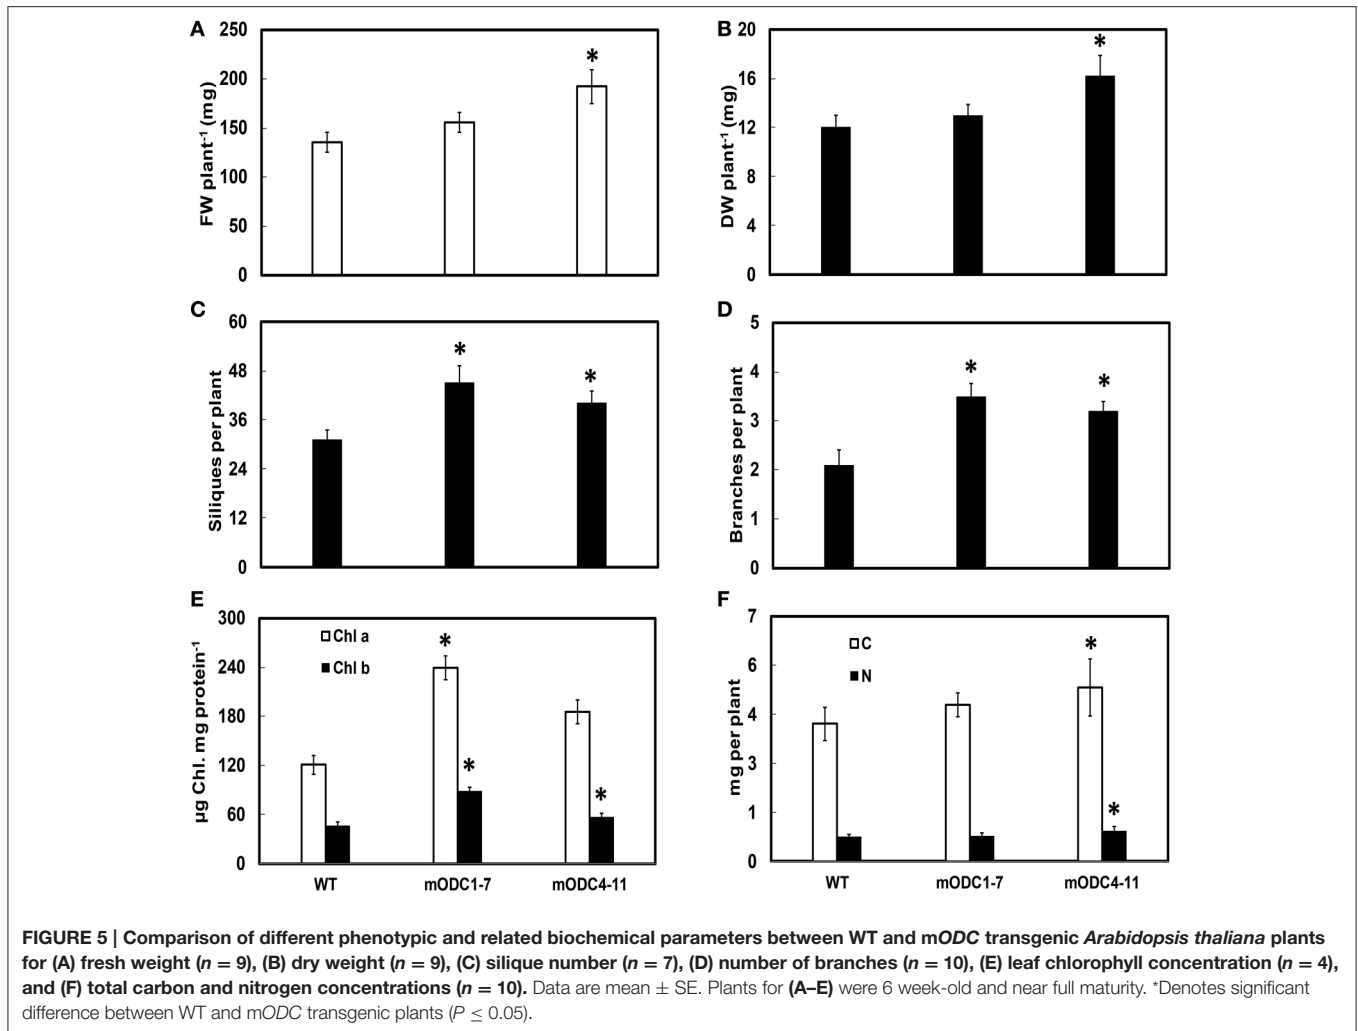 A
FW plant⁻¹ (mg)
250
200
150
100
50
0
*
B
DW plant⁻¹ (mg)
20
16
12
8
4
0
*
C
Siliques per plant
60
48
36
24
12
0
*
*
D
Branches per plant
5
4
3
2
1
0
*
*
E
µg Chl. mg protein⁻¹
300
240
180
120
60
0
Chl a
Chl b
*
*
*
WT
mODC1-7
mODC4-11
F
mg per plant
7
6
4
3
1
0
C
N
*
*
WT
mODC1-7
mODC4-11
FIGURE 5 | Comparison of different phenotypic and related biochemical parameters between WT and mODC transgenic Arabidopsis thaliana plants
for (A) fresh weight (n = 9), (B) dry weight (n = 9), (C) silique number (n = 7), (D) number of branches (n = 10), (E) leaf chlorophyll concentration (n = 4),
and (F) total carbon and nitrogen concentrations (n = 10). Data are mean ± SE. Plants for (A–E) were 6 week-old and near full maturity. *Denotes significant
difference between WT and mODC transgenic plants (P ≤ 0.05).